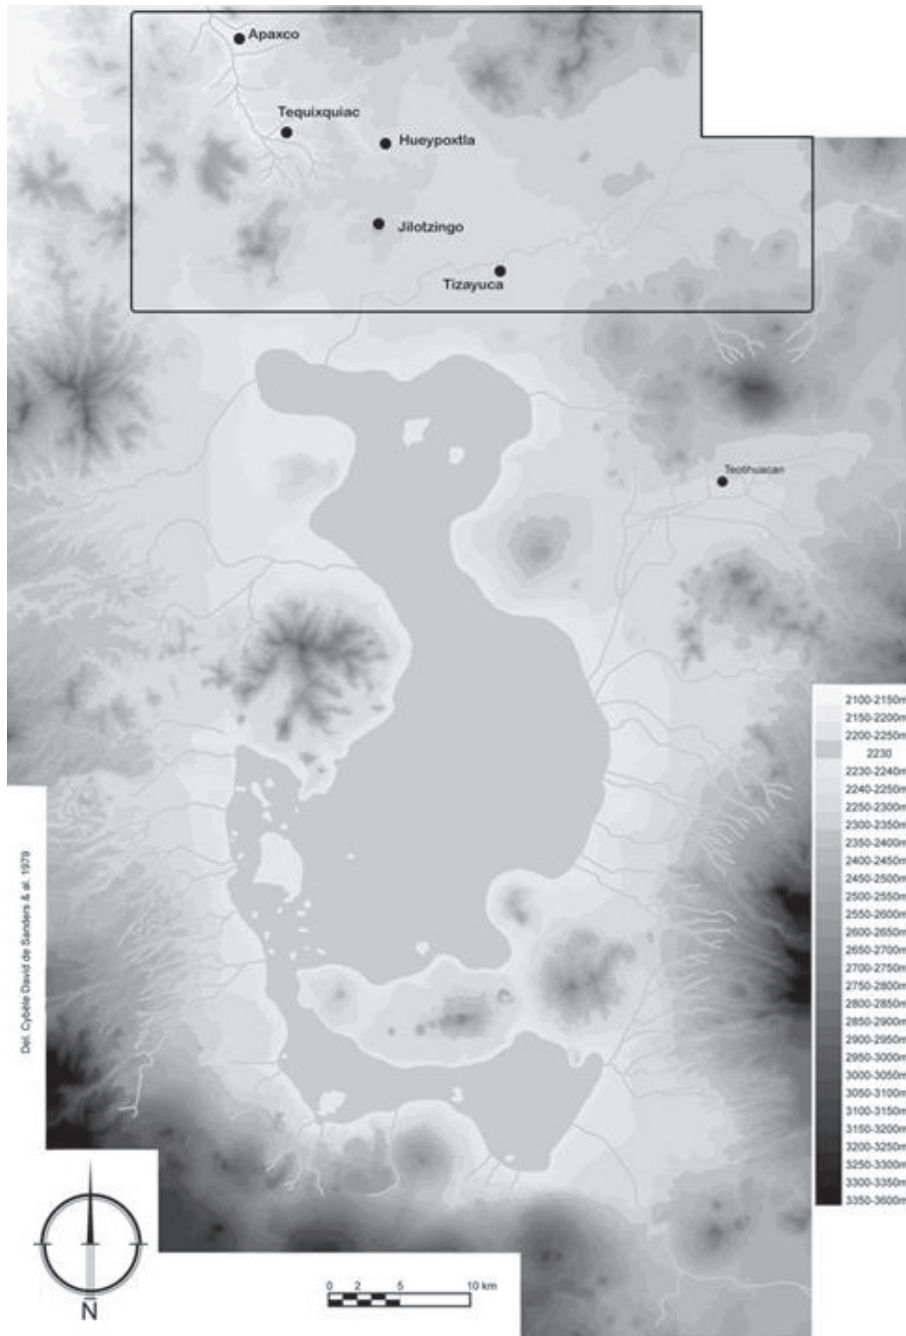 Apaxco
Tequixquiac
Hueypoxtla
Jilotzingo
Tizayuca
Teotihuacan
2100-2150m
2150-2200m
2200-2250m
2230
2230-2240m
2240-2250m
2250-2300m
2300-2350m
2350-2400m
2400-2450m
2450-2500m
2500-2550m
2550-2600m
2600-2650m
2650-2700m
2700-2750m
2750-2800m
2800-2850m
2850-2900m
2900-2950m
2950-3000m
3000-3050m
3050-3100m
3100-3150m
3150-3200m
3200-3250m
3250-3300m
3300-3350m
3350-3600m
Del. Cybèle David de Sanders & al. 1979
N
0 2 5 10 km